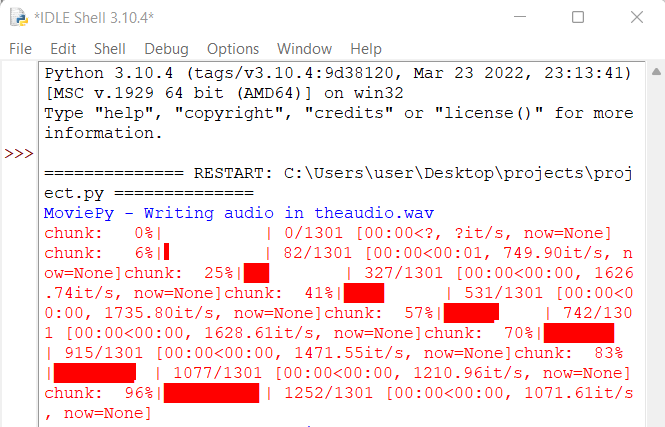 *IDLE Shell 3.10.4*
File Edit Shell Debug Options Window Help
Python 3.10.4 (tags/v3.10.4:9d38120, Mar 23 2022, 23:13:41)
[MSC v.1929 64 bit (AMD64)] on win32
Type "help", "copyright", "credits" or "license()" for more
information.
>>>
============== RESTART: C:\Users\user\Desktop\projects\proj
ect.py ==============
MoviePy - Writing audio in theaudio.wav
chunk:   0%|          | 0/1301 [00:00<?, ?it/s, now=None]
chunk:   6%|▋         | 82/1301 [00:00<00:01, 749.90it/s, n
ow=None]chunk:  25%|██▌       | 327/1301 [00:00<00:00, 1626
.74it/s, now=None]chunk:  41%|████      | 531/1301 [00:00<0
0:00, 1735.80it/s, now=None]chunk:  57%|█████▋    | 742/130
1 [00:00<00:00, 1628.61it/s, now=None]chunk:  70%|███████
| 915/1301 [00:00<00:00, 1471.55it/s, now=None]chunk:  83%
|████████▎ | 1077/1301 [00:00<00:00, 1210.96it/s, now=None]
chunk:  96%|█████████▌| 1252/1301 [00:00<00:00, 1071.61it/s
, now=None]